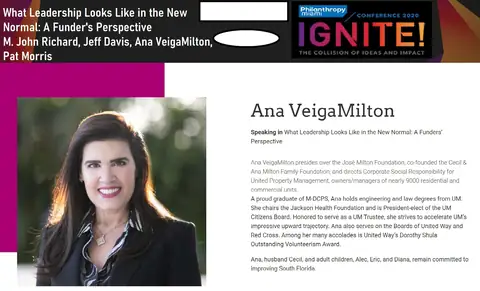 What Leadership Looks Like in the New
Normal: A Funder's Perspective
M. John Richard, Jeff Davis, Ana VeigaMilton,
Pat Morris
Philanthropy
miami
CONFERENCE 2020
IGNITE!
THE COLLISION OF IDEAS AND IMPACT
Ana VeigaMilton
Speaking in What Leadership Looks Like in the New Normal: A Funders'
Perspective
Ana VeigaMilton presides over the José Milton Foundation, co-founded the Cecil &
Ana Milton Family Foundation, and directs Corporate Social Responsibility for
United Property Management, owners/managers of nearly 9000 residential and
commercial units.
A proud graduate of M-DCPS, Ana holds engineering and law degrees from UM.
She chairs the Jackson Health Foundation and is President-elect of the UM
Citizens Board. Honored to serve as a UM Trustee, she strives to accelerate UM's
impressive upward trajectory. Ana also serves on the Boards of United Way and
Red Cross. Among her many accolades is United Way's Dorothy Shula
Outstanding Volunteerism Award.
Ana, husband Cecil, and adult children, Alec, Eric, and Diana, remain committed to
improving South Florida.